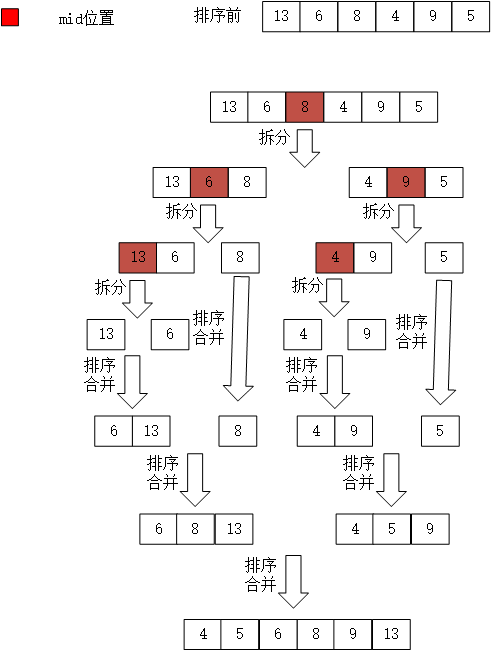 mid位置 排序前 13 6 8 4 9 5
13 6 8 4 9 5
拆分
13 6 8 4 9 5
拆分 拆分
13 6 8 4 9 5
拆分 拆分
13 6 排序 4 9 排序
合并 合并
排序 排序
合并 合并
6 13 8 4 9 5
排序 排序
合并 合并
6 8 13 4 5 9
排序
合并
4 5 6 8 9 13